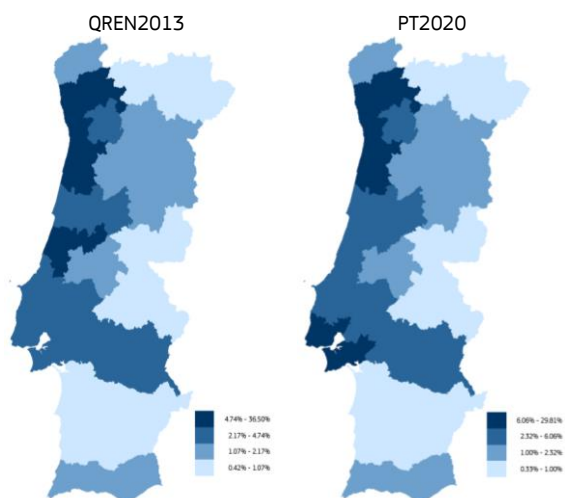 QREN2013
PT2020
4.74% - 36.50%
2.17% - 4.74%
1.07% - 2.17%
0.42% - 1.07%
6.06% - 29.81%
2.32% - 6.06%
1.00% - 2.32%
0.33% - 1.00%